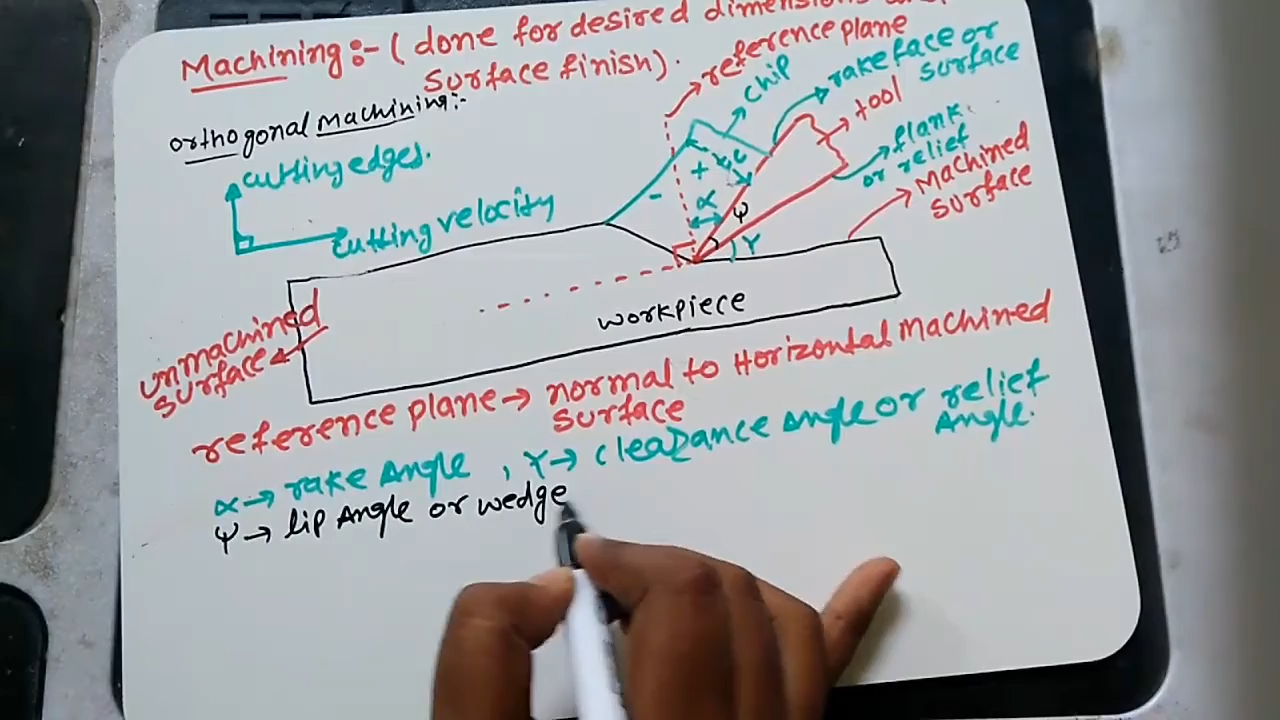 Machining :- ( done for desired dimensions
surface finish).
orthogonal machining:-
cutting edges.
cutting velocity
reference plane
chip
rake face or
surface
tool
flank
or relief
Machined
surface
tc
+
-
α
ψ
γ
workpiece
unmachined
surface
reference plane → normal to Horizontal Machined
surface
α → rake Angle , γ → clearance Angle or relief
Angle.
ψ → lip Angle or wedge